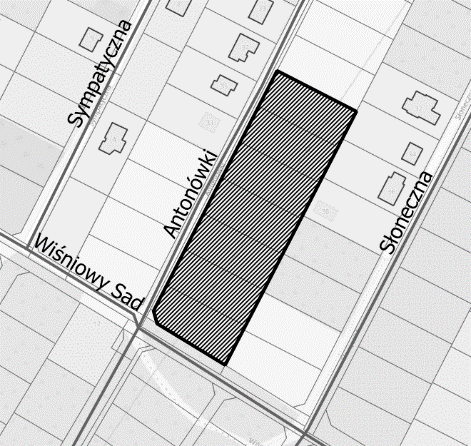 Sympatyczna
Antonówki
Słoneczna
Wiśniowy Sad